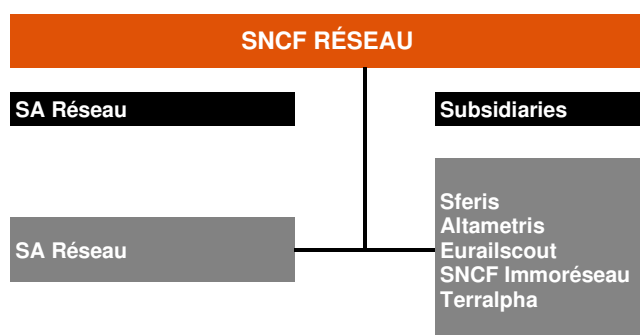 SNCF RÉSEAU
SA Réseau
Subsidiaries
SA Réseau
Sferis
Altametris
Eurailscout
SNCF Immoréseau
Terralpha